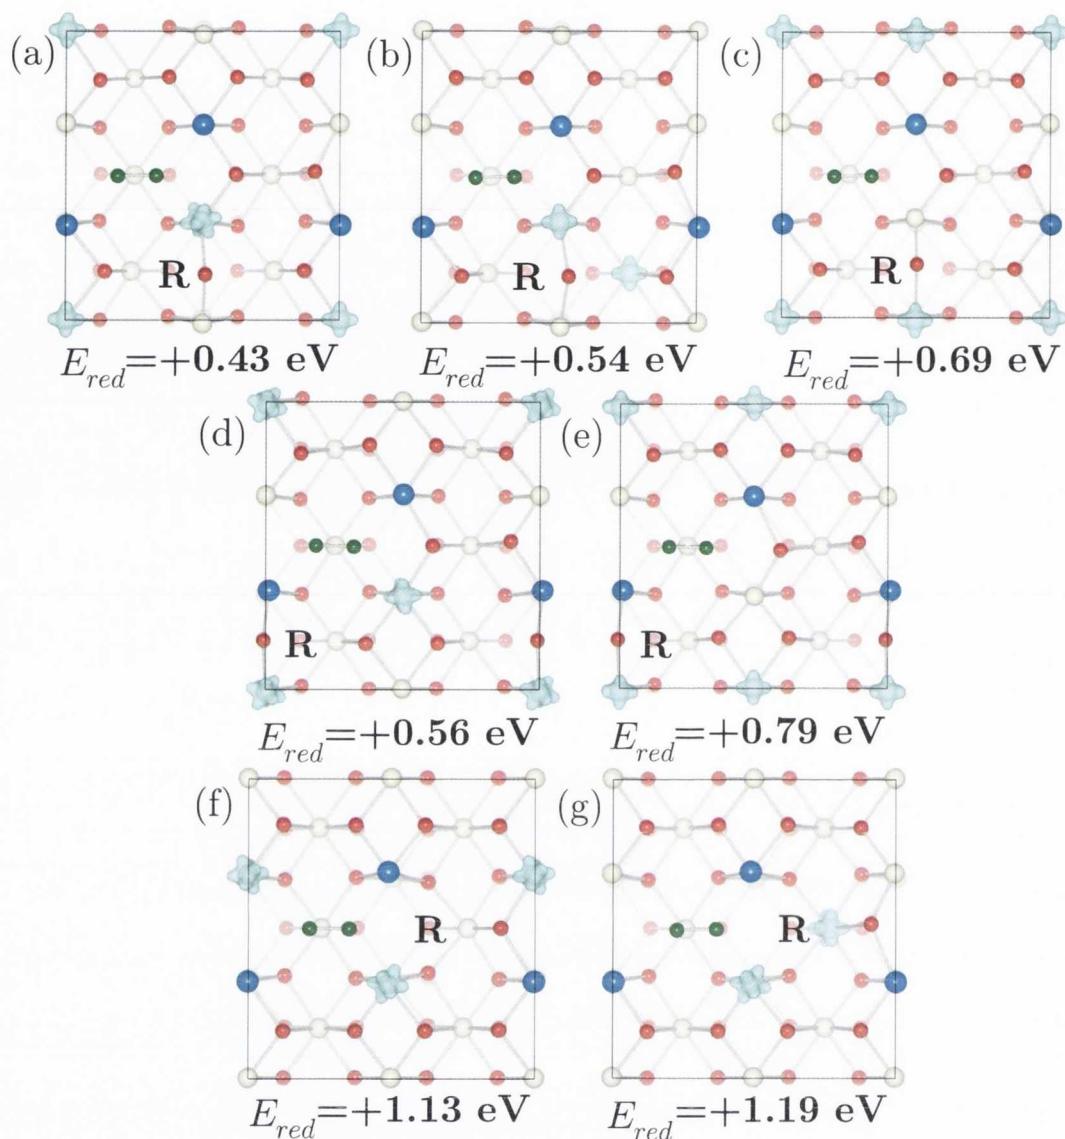 (a) (b) (c)
R R R
E_red=+0.43 eV E_red=+0.54 eV E_red=+0.69 eV
(d) (e)
R R
E_red=+0.56 eV E_red=+0.79 eV
(f) (g)
R R
E_red=+1.13 eV E_red=+1.19 eV